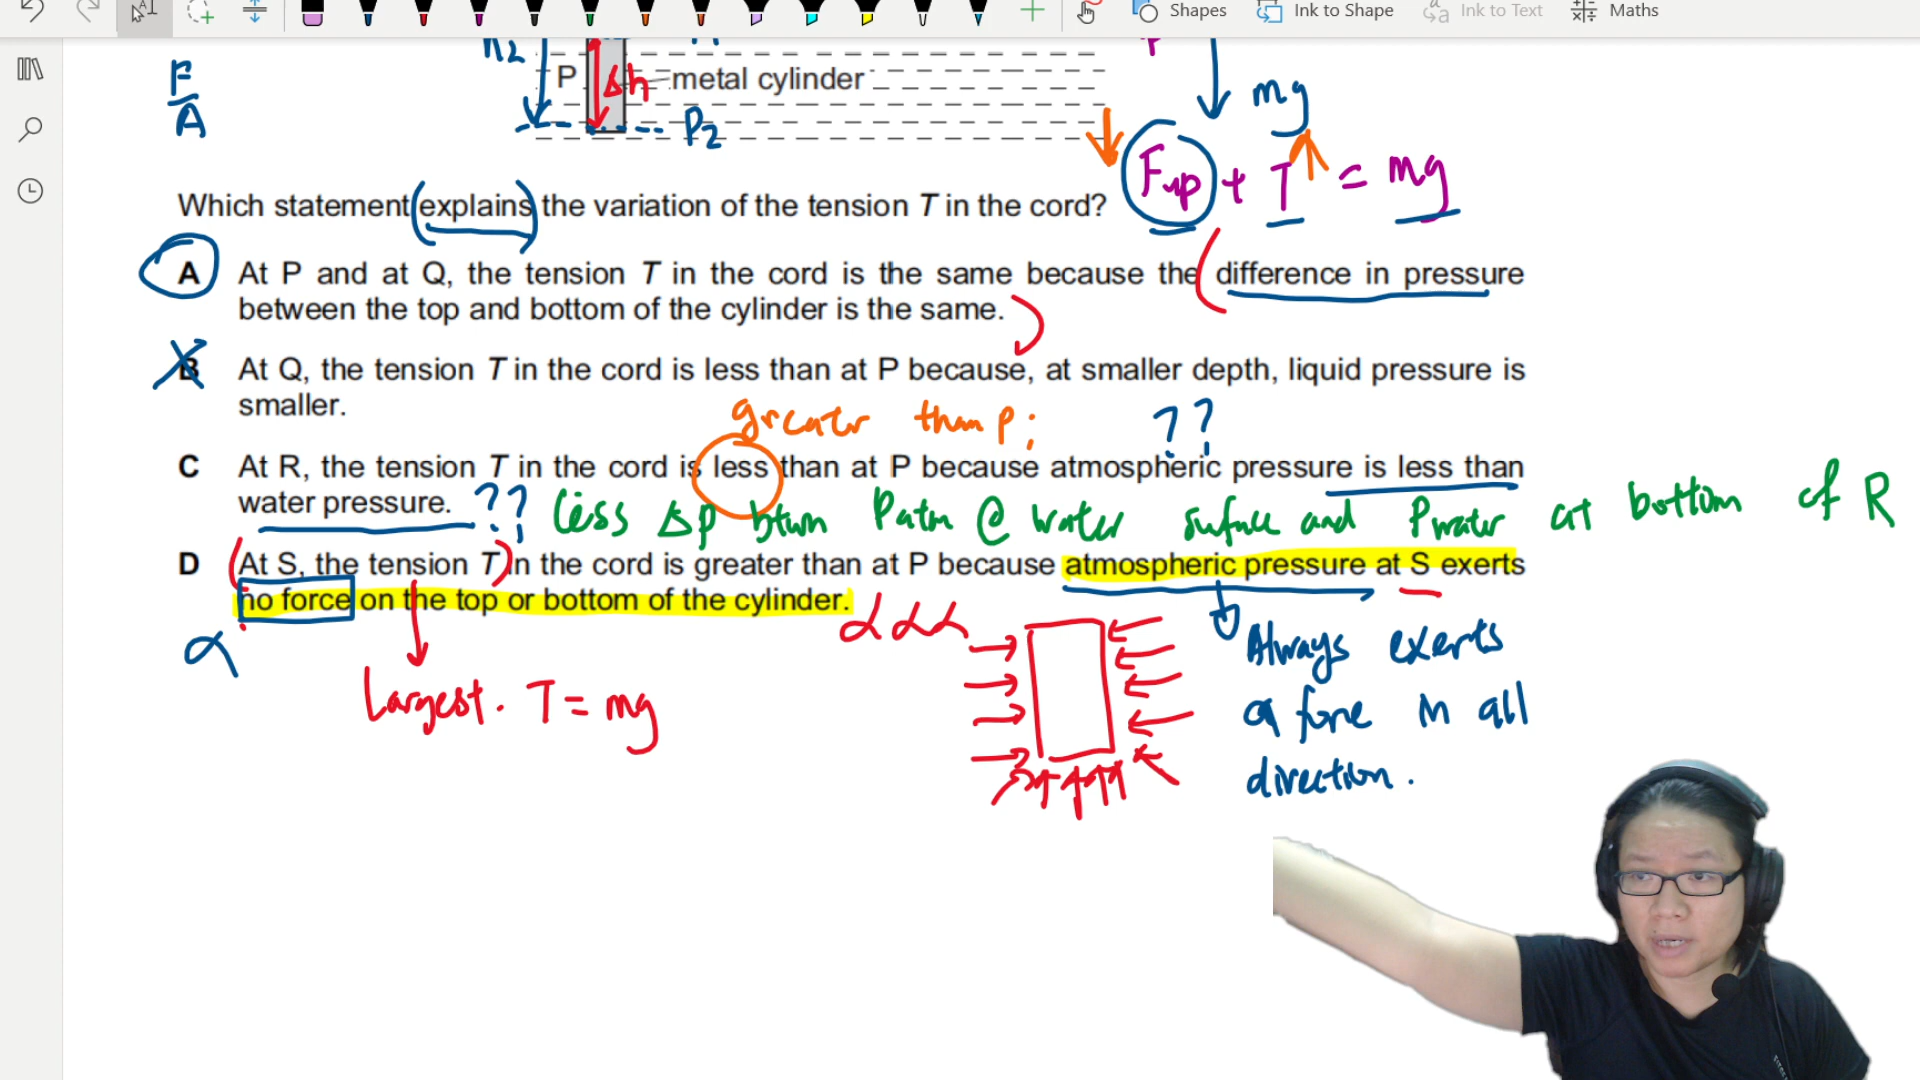 Shapes Ink to Shape Ink to Text Maths
h2 P Δh metal cylinder mg
F/A
P2
Fup + T = mg
Which statement explains the variation of the tension T in the cord?
A At P and at Q, the tension T in the cord is the same because the difference in pressure
between the top and bottom of the cylinder is the same.
B At Q, the tension T in the cord is less than at P because, at smaller depth, liquid pressure is
smaller.
greater than P; ??
C At R, the tension T in the cord is less than at P because atmospheric pressure is less than
water pressure. ??
less Δp btwn Patm @ water surface and Pwater at bottom of R
D At S, the tension T in the cord is greater than at P because atmospheric pressure at S exerts
no force on the top or bottom of the cylinder.
Largest. T = mg
Always exerts
a force in all
direction.